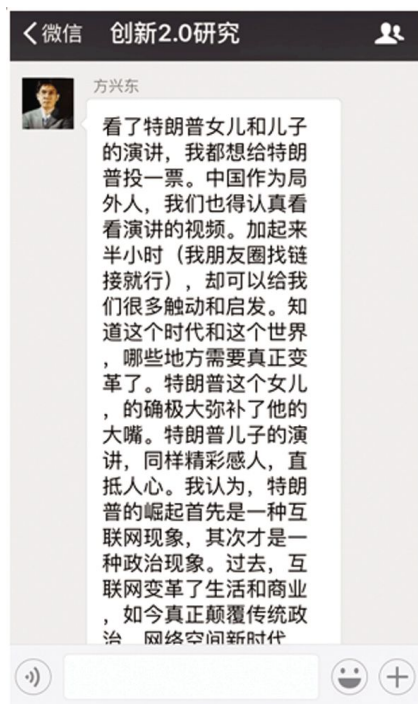 微信
创新2.0研究
方兴东
看了特朗普女儿和儿子
的演讲，我都想给特朗
普投一票。中国作为局
外人，我们也得认真看
看演讲的视频。加起来
半小时（我朋友圈找链
接就行），却可以给我
们很多触动和启发。知
道这个时代和这个世界
，哪些地方需要真正变
革了。特朗普这个女儿
，的确极大弥补了他的
大嘴。特朗普儿子的演
讲，同样精彩感人，直
抵人心。我认为，特朗
普的崛起首先是一种互
联网现象，其次才是一
种政治现象。过去，互
联网变革了生活和商业
，如今真正颠覆传统政
治，网络空间新时代